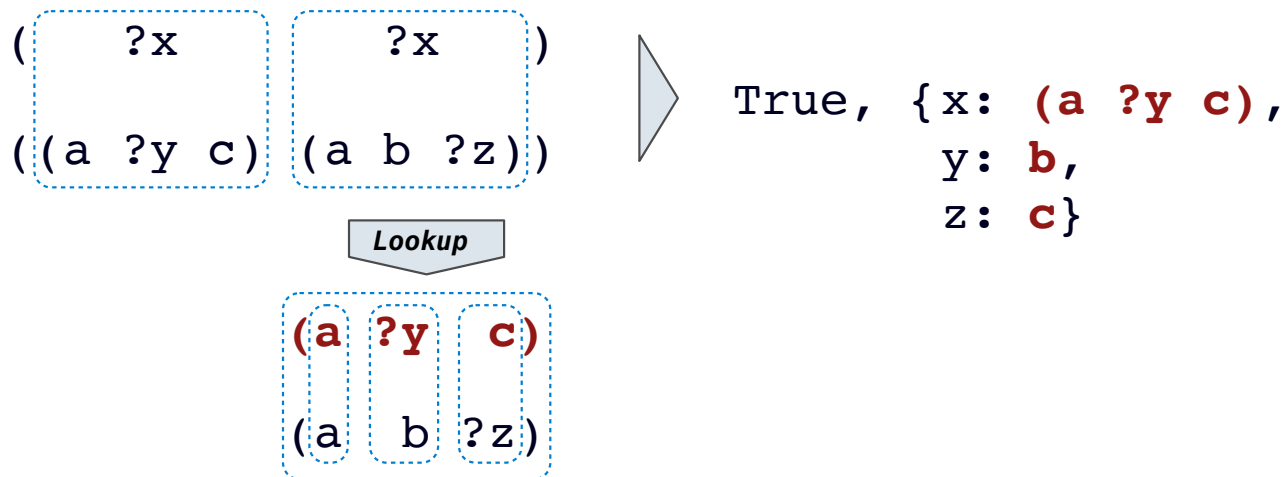 ( ?x ?x )
((a ?y c) (a b ?z))
True, {x: (a ?y c),
y: b,
z: c}
Lookup
(a ?y c)
(a b ?z)